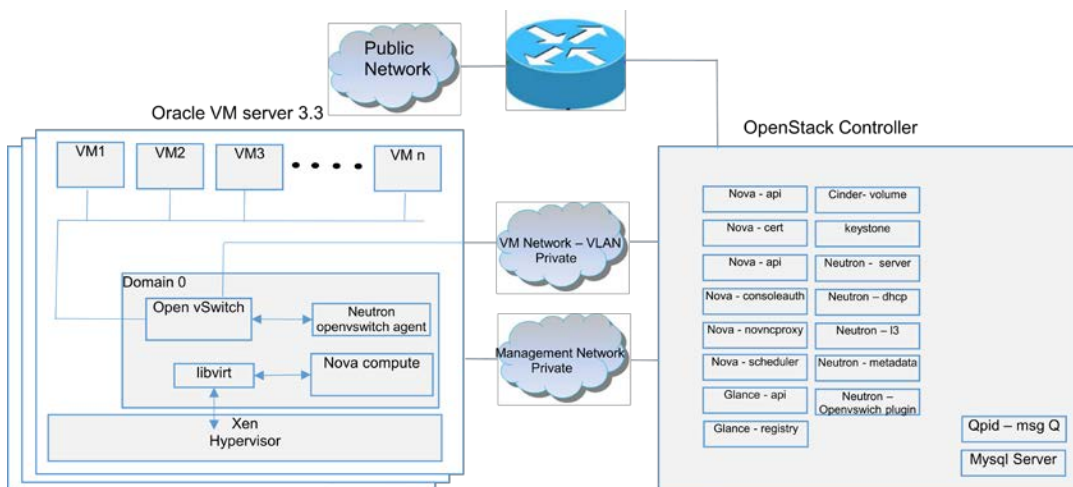 Public
Network
Oracle VM server 3.3
OpenStack Controller
VM1
VM2
VM3
VM n
Domain 0
Open vSwitch
Neutron
openvswitch agent
libvirt
Nova compute
Xen
Hypervisor
VM Network – VLAN
Private
Management Network
Private
Nova - api
Cinder- volume
Nova - cert
keystone
Nova - api
Neutron - server
Nova - consoleauth
Neutron – dhcp
Nova - novncproxy
Neutron – l3
Nova - scheduler
Neutron - metadata
Glance - api
Neutron –
Openvswich plugin
Glance - registry
Qpid – msg Q
Mysql Server